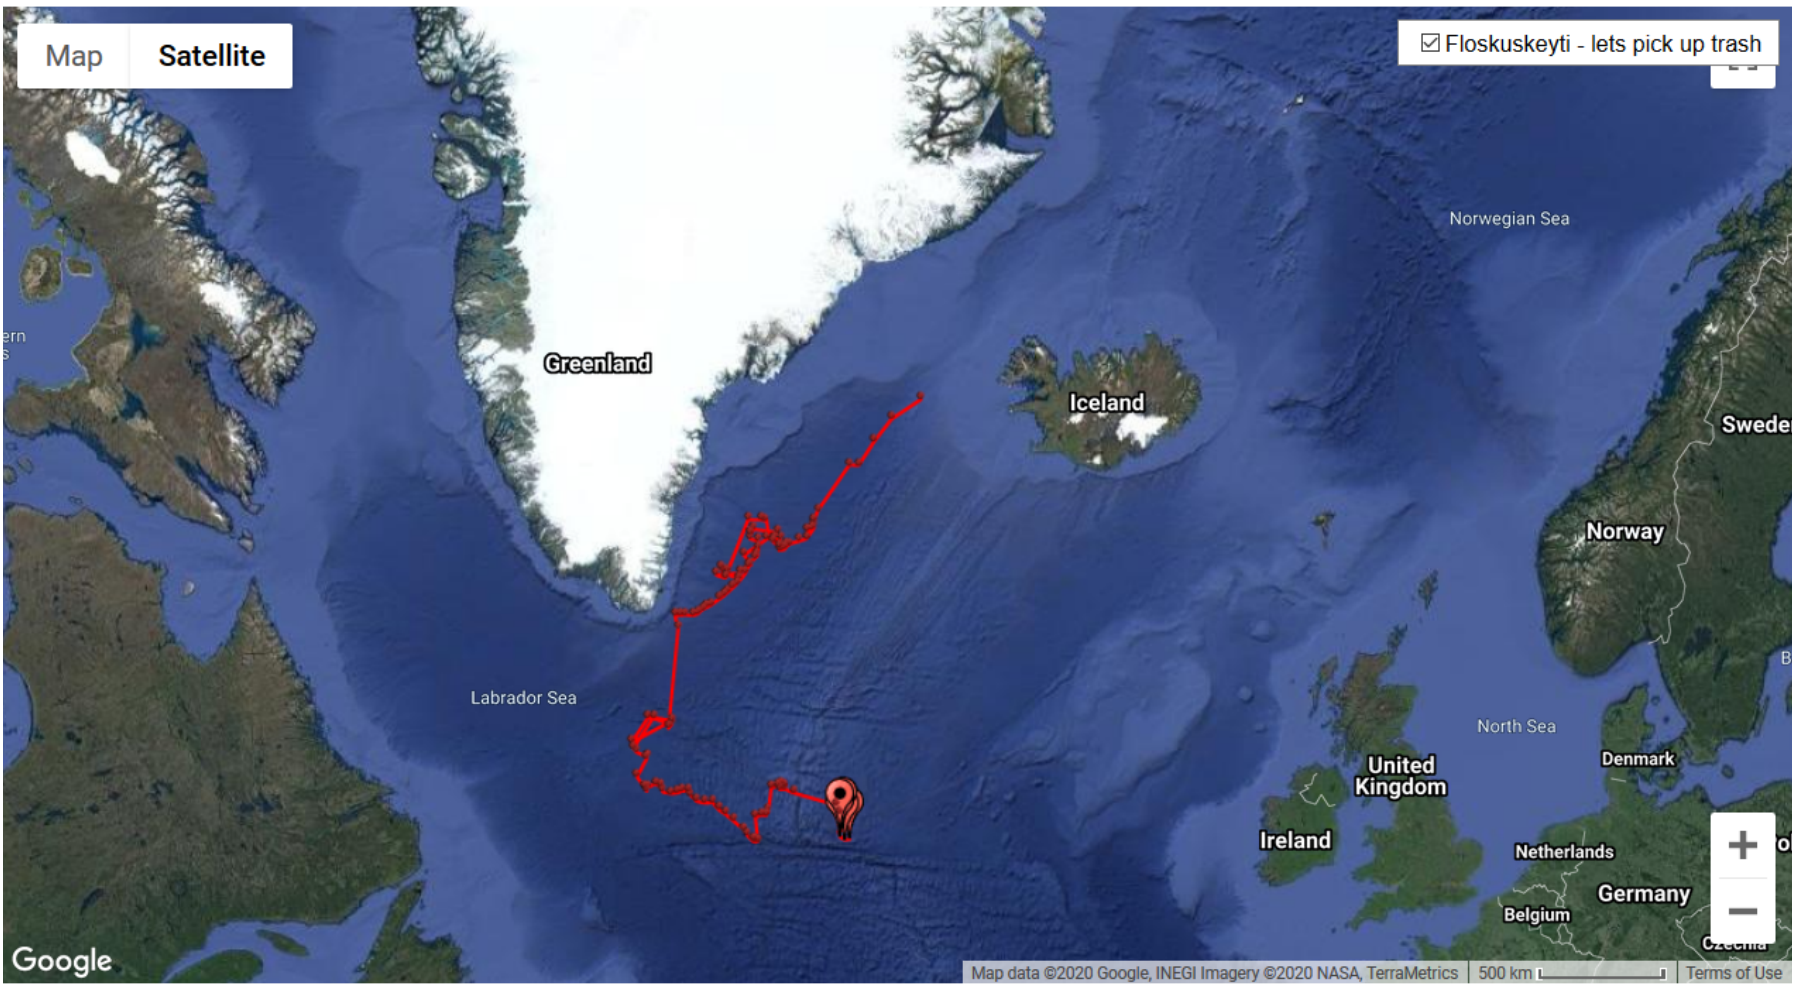 Map
Satellite
Floskuskeyti - lets pick up trash
Norwegian Sea
ern
s
Greenland
Iceland
Swede
Norway
Labrador Sea
North Sea
B
Denmark
United
Kingdom
Ireland
Netherlands
Germany
Belgium
Czechia
Google
Map data ©2020 Google, INEGI Imagery ©2020 NASA, TerraMetrics
500 km
Terms of Use